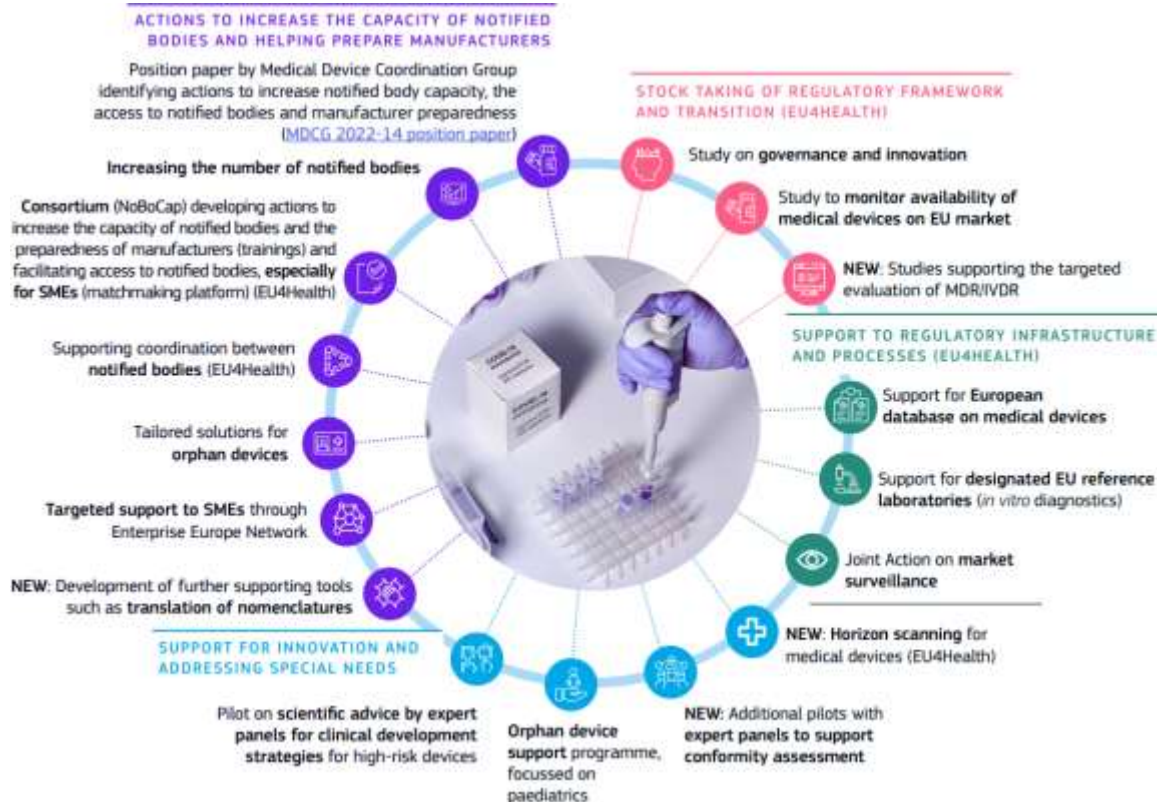 ACTIONS TO INCREASE THE CAPACITY OF NOTIFIED
BODIES AND HELPING PREPARE MANUFACTURERS
Position paper by Medical Device Coordination Group
identifying actions to increase notified body capacity, the
access to notified bodies and manufacturer preparedness
(MDCG 2022-14 position paper)
Increasing the number of notified bodies
Consortium (NoBoCap) developing actions to
increase the capacity of notified bodies and the
preparedness of manufacturers (trainings) and
facilitating access to notified bodies, especially
for SMEs (matchmaking platform) (EU4Health)
Supporting coordination between
notified bodies (EU4Health)
Tailored solutions for
orphan devices
Targeted support to SMEs through
Enterprise Europe Network
NEW: Development of further supporting tools
such as translation of nomenclatures
STOCK TAKING OF REGULATORY FRAMEWORK
AND TRANSITION (EU4HEALTH)
Study on governance and innovation
Study to monitor availability of
medical devices on EU market
NEW: Studies supporting the targeted
evaluation of MDR/IVDR
SUPPORT TO REGULATORY INFRASTRUCTURE
AND PROCESSES (EU4HEALTH)
Support for European
database on medical devices
Support for designated EU reference
laboratories (in vitro diagnostics)
Joint Action on market
surveillance
NEW: Horizon scanning for
medical devices (EU4Health)
SUPPORT FOR INNOVATION AND
ADDRESSING SPECIAL NEEDS
Pilot on scientific advice by expert
panels for clinical development
strategies for high-risk devices
Orphan device
support programme,
focussed on
paediatrics
NEW: Additional pilots with
expert panels to support
conformity assessment
COVID-19
COVID-19